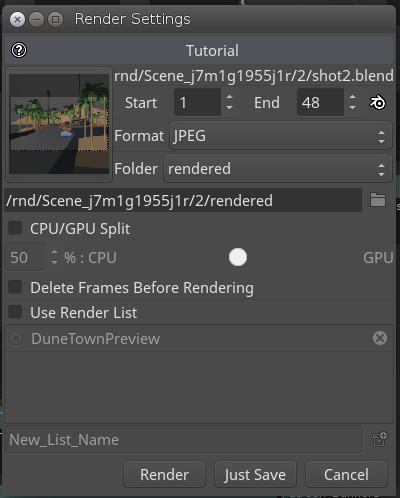 Render Settings
Tutorial
rnd/Scene_j7m1g1955j1r/2/shot2.blend
Start 1 End 48
Format JPEG
Folder rendered
/rnd/Scene_j7m1g1955j1r/2/rendered
CPU/GPU Split
50 % : CPU GPU
Delete Frames Before Rendering
Use Render List
DuneTownPreview
New_List_Name
Render Just Save Cancel